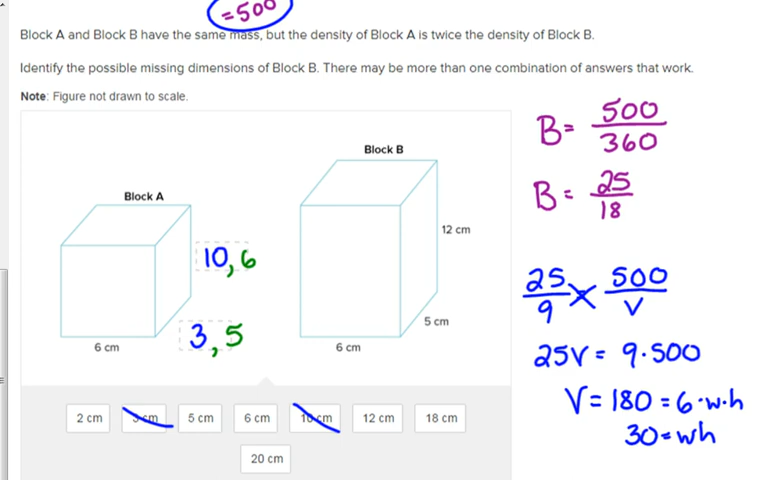 =500
Block A and Block B have the same mass, but the density of Block A is twice the density of Block B.
Identify the possible missing dimensions of Block B. There may be more than one combination of answers that work.
Note: Figure not drawn to scale.
B = 500/360
Block B
Block A
B = 25/18
12 cm
10, 6
25/9 × 500/V
5 cm
3, 5
6 cm
6 cm
25V = 9·500
V = 180 = 6·w·h
2 cm
3 cm
5 cm
6 cm
10 cm
12 cm
18 cm
30 = wh
20 cm